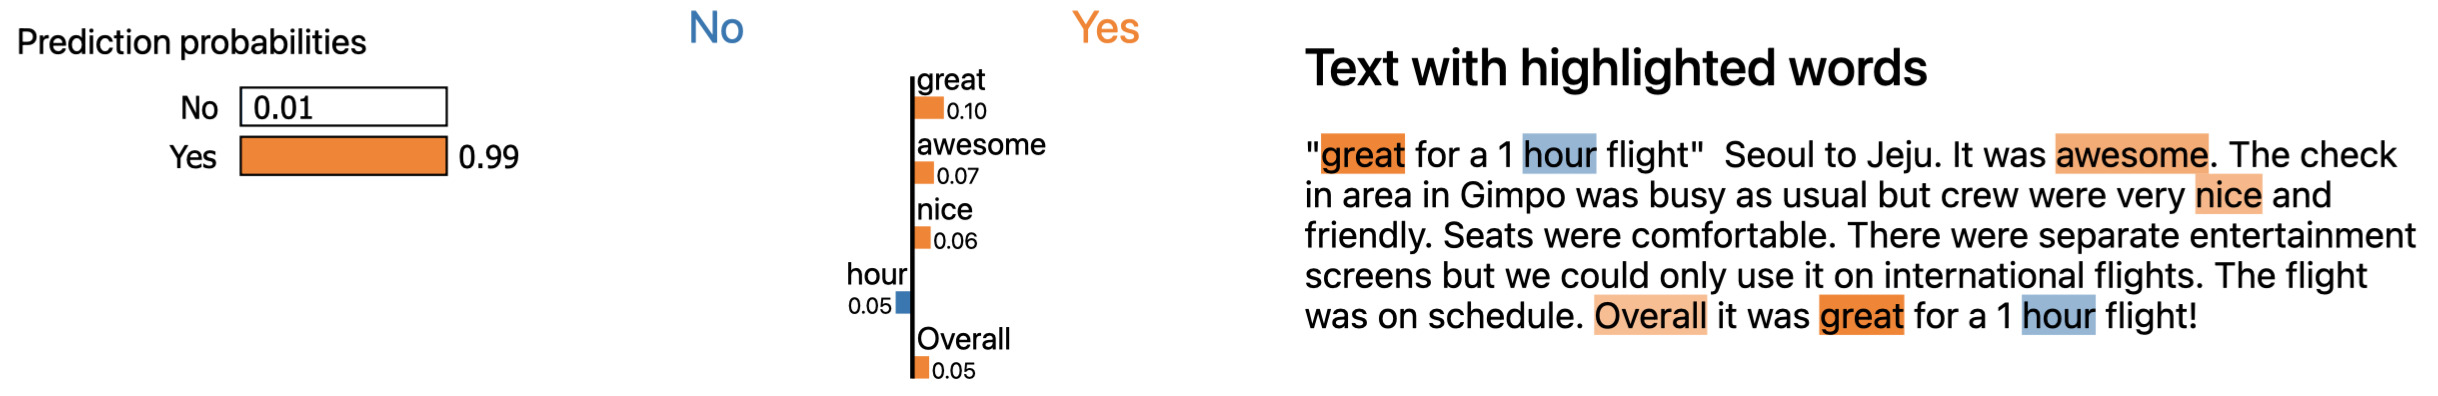 Prediction probabilities
No 0.01
Yes 0.99
No Yes
great
0.10
awesome
0.07
nice
0.06
hour
0.05
Overall
0.05
Text with highlighted words
"great for a 1 hour flight"  Seoul to Jeju. It was awesome. The check
in area in Gimpo was busy as usual but crew were very nice and
friendly. Seats were comfortable. There were separate entertainment
screens but we could only use it on international flights. The flight
was on schedule. Overall it was great for a 1 hour flight!